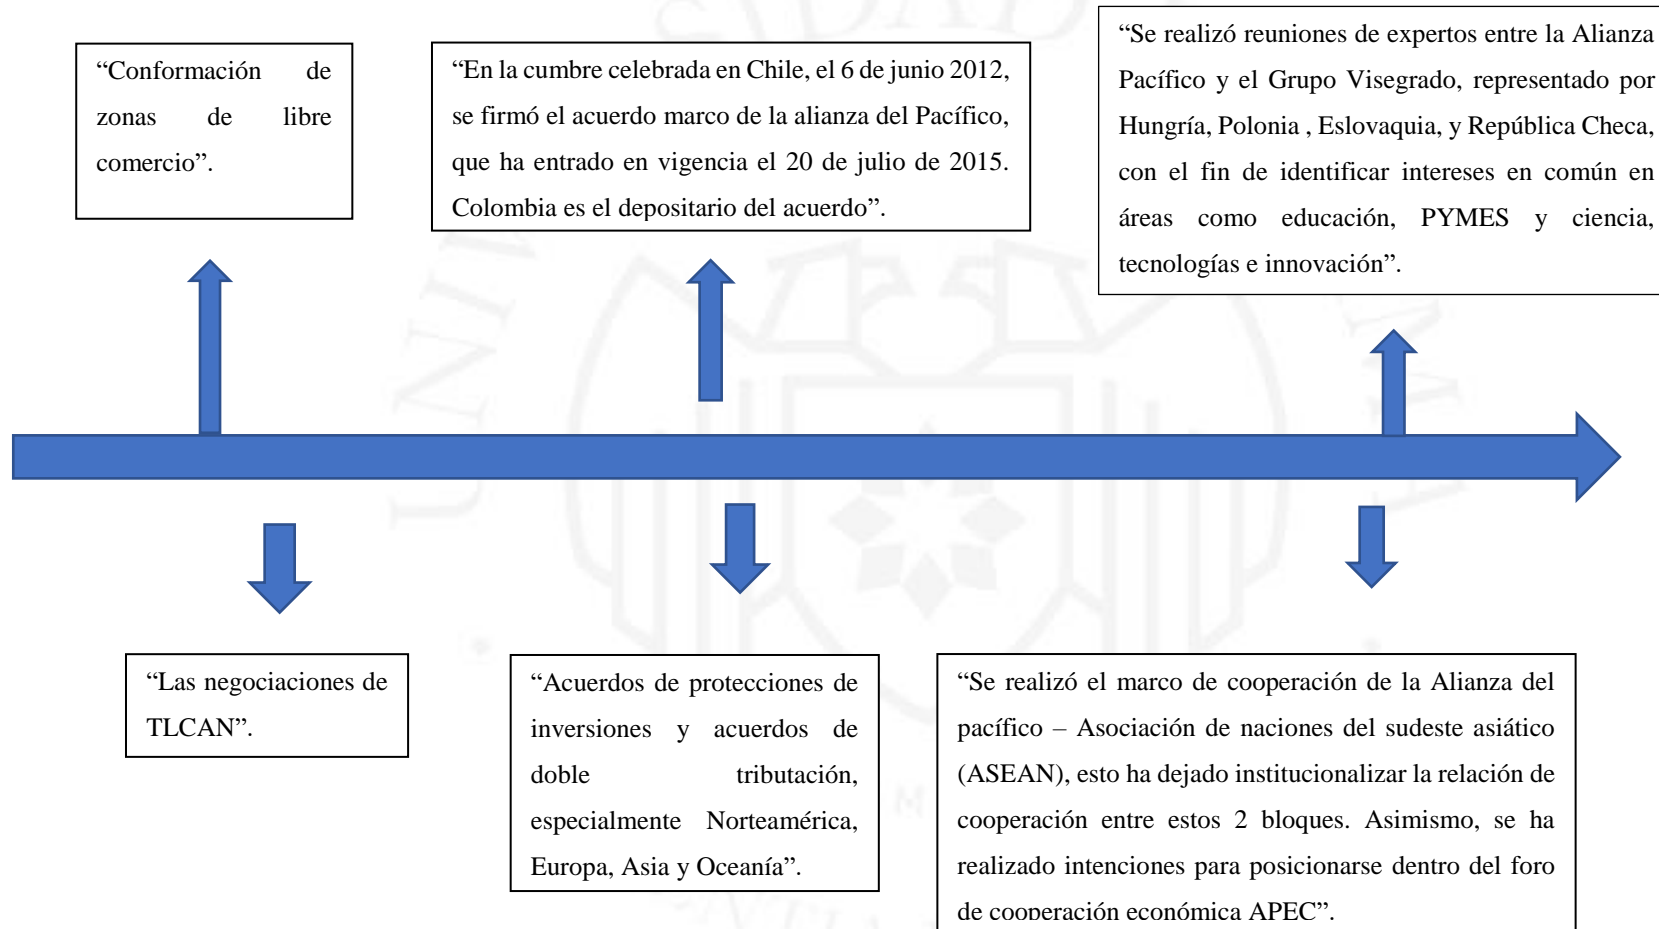 “Conformación de
zonas de libre
comercio”.
“En la cumbre celebrada en Chile, el 6 de junio 2012,
se firmó el acuerdo marco de la alianza del Pacífico,
que ha entrado en vigencia el 20 de julio de 2015.
Colombia es el depositario del acuerdo”.
“Se realizó reuniones de expertos entre la Alianza
Pacífico y el Grupo Visegrado, representado por
Hungría, Polonia , Eslovaquia, y República Checa,
con el fin de identificar intereses en común en
áreas como educación, PYMES y ciencia,
tecnologías e innovación”.
“Las negociaciones de
TLCAN”.
“Acuerdos de protecciones de
inversiones y acuerdos de
doble tributación,
especialmente Norteamérica,
Europa, Asia y Oceanía”.
“Se realizó el marco de cooperación de la Alianza del
pacífico – Asociación de naciones del sudeste asiático
(ASEAN), esto ha dejado institucionalizar la relación de
cooperación entre estos 2 bloques. Asimismo, se ha
realizado intenciones para posicionarse dentro del foro
de cooperación económica APEC”.